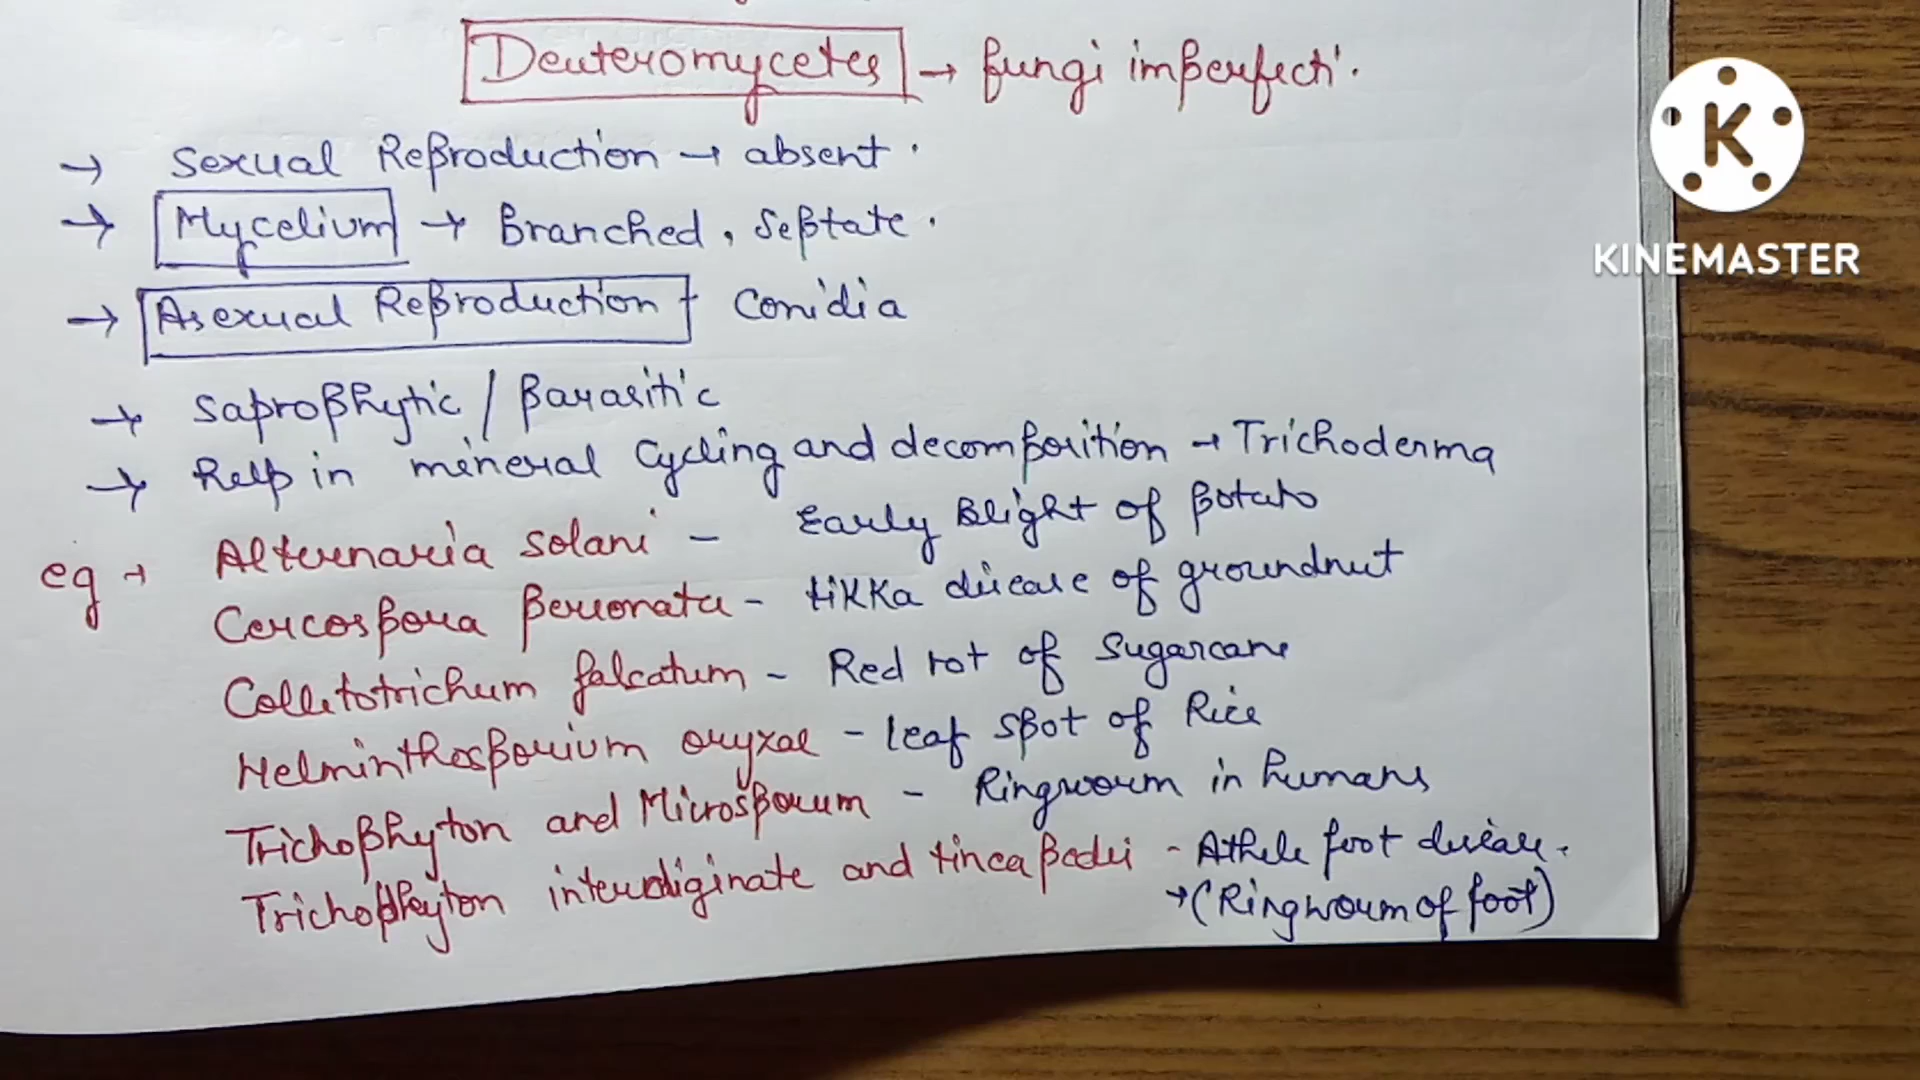 Deuteromycetes → fungi imperfecti.
→ Sexual Reproduction → absent.
→ Mycelium → Branched, Septate.
→ Asexual Reproduction → Conidia
→ Saprophytic / Parasitic
→ Help in mineral Cycling and decomposition → Trichoderma
eg → Alternaria solani - Early Blight of potato
Cercospora personata - tikka disease of groundnut
Colletotrichum falcatum - Red rot of Sugarcane
Helminthosporium oryzae - leaf spot of Rice
Trichophyton and Microsporum - Ringworm in humans
Trichophyton interdiginate and tinea pedii - Athele foot disease.
→ (Ringworm of foot)
K
KINEMASTER